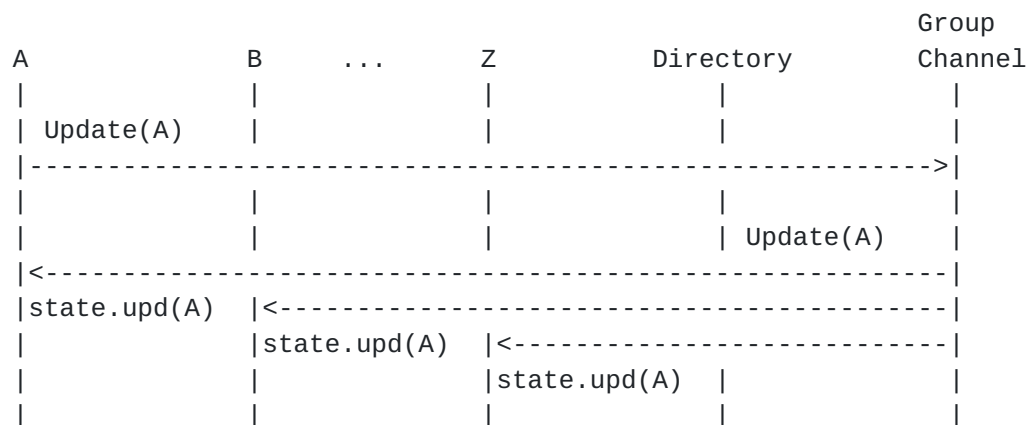 Group
A              B     ...      Z          Directory        Channel
|              |              |              |              |
| Update(A)    |              |              |              |
|---------------------------------------------------------->|
|              |              |              |              |
|              |              |              | Update(A)    |
|<----------------------------------------------------------|
|state.upd(A)  |<-------------------------------------------|
|              |state.upd(A)  |<----------------------------|
|              |              |state.upd(A)  |              |
|              |              |              |              |